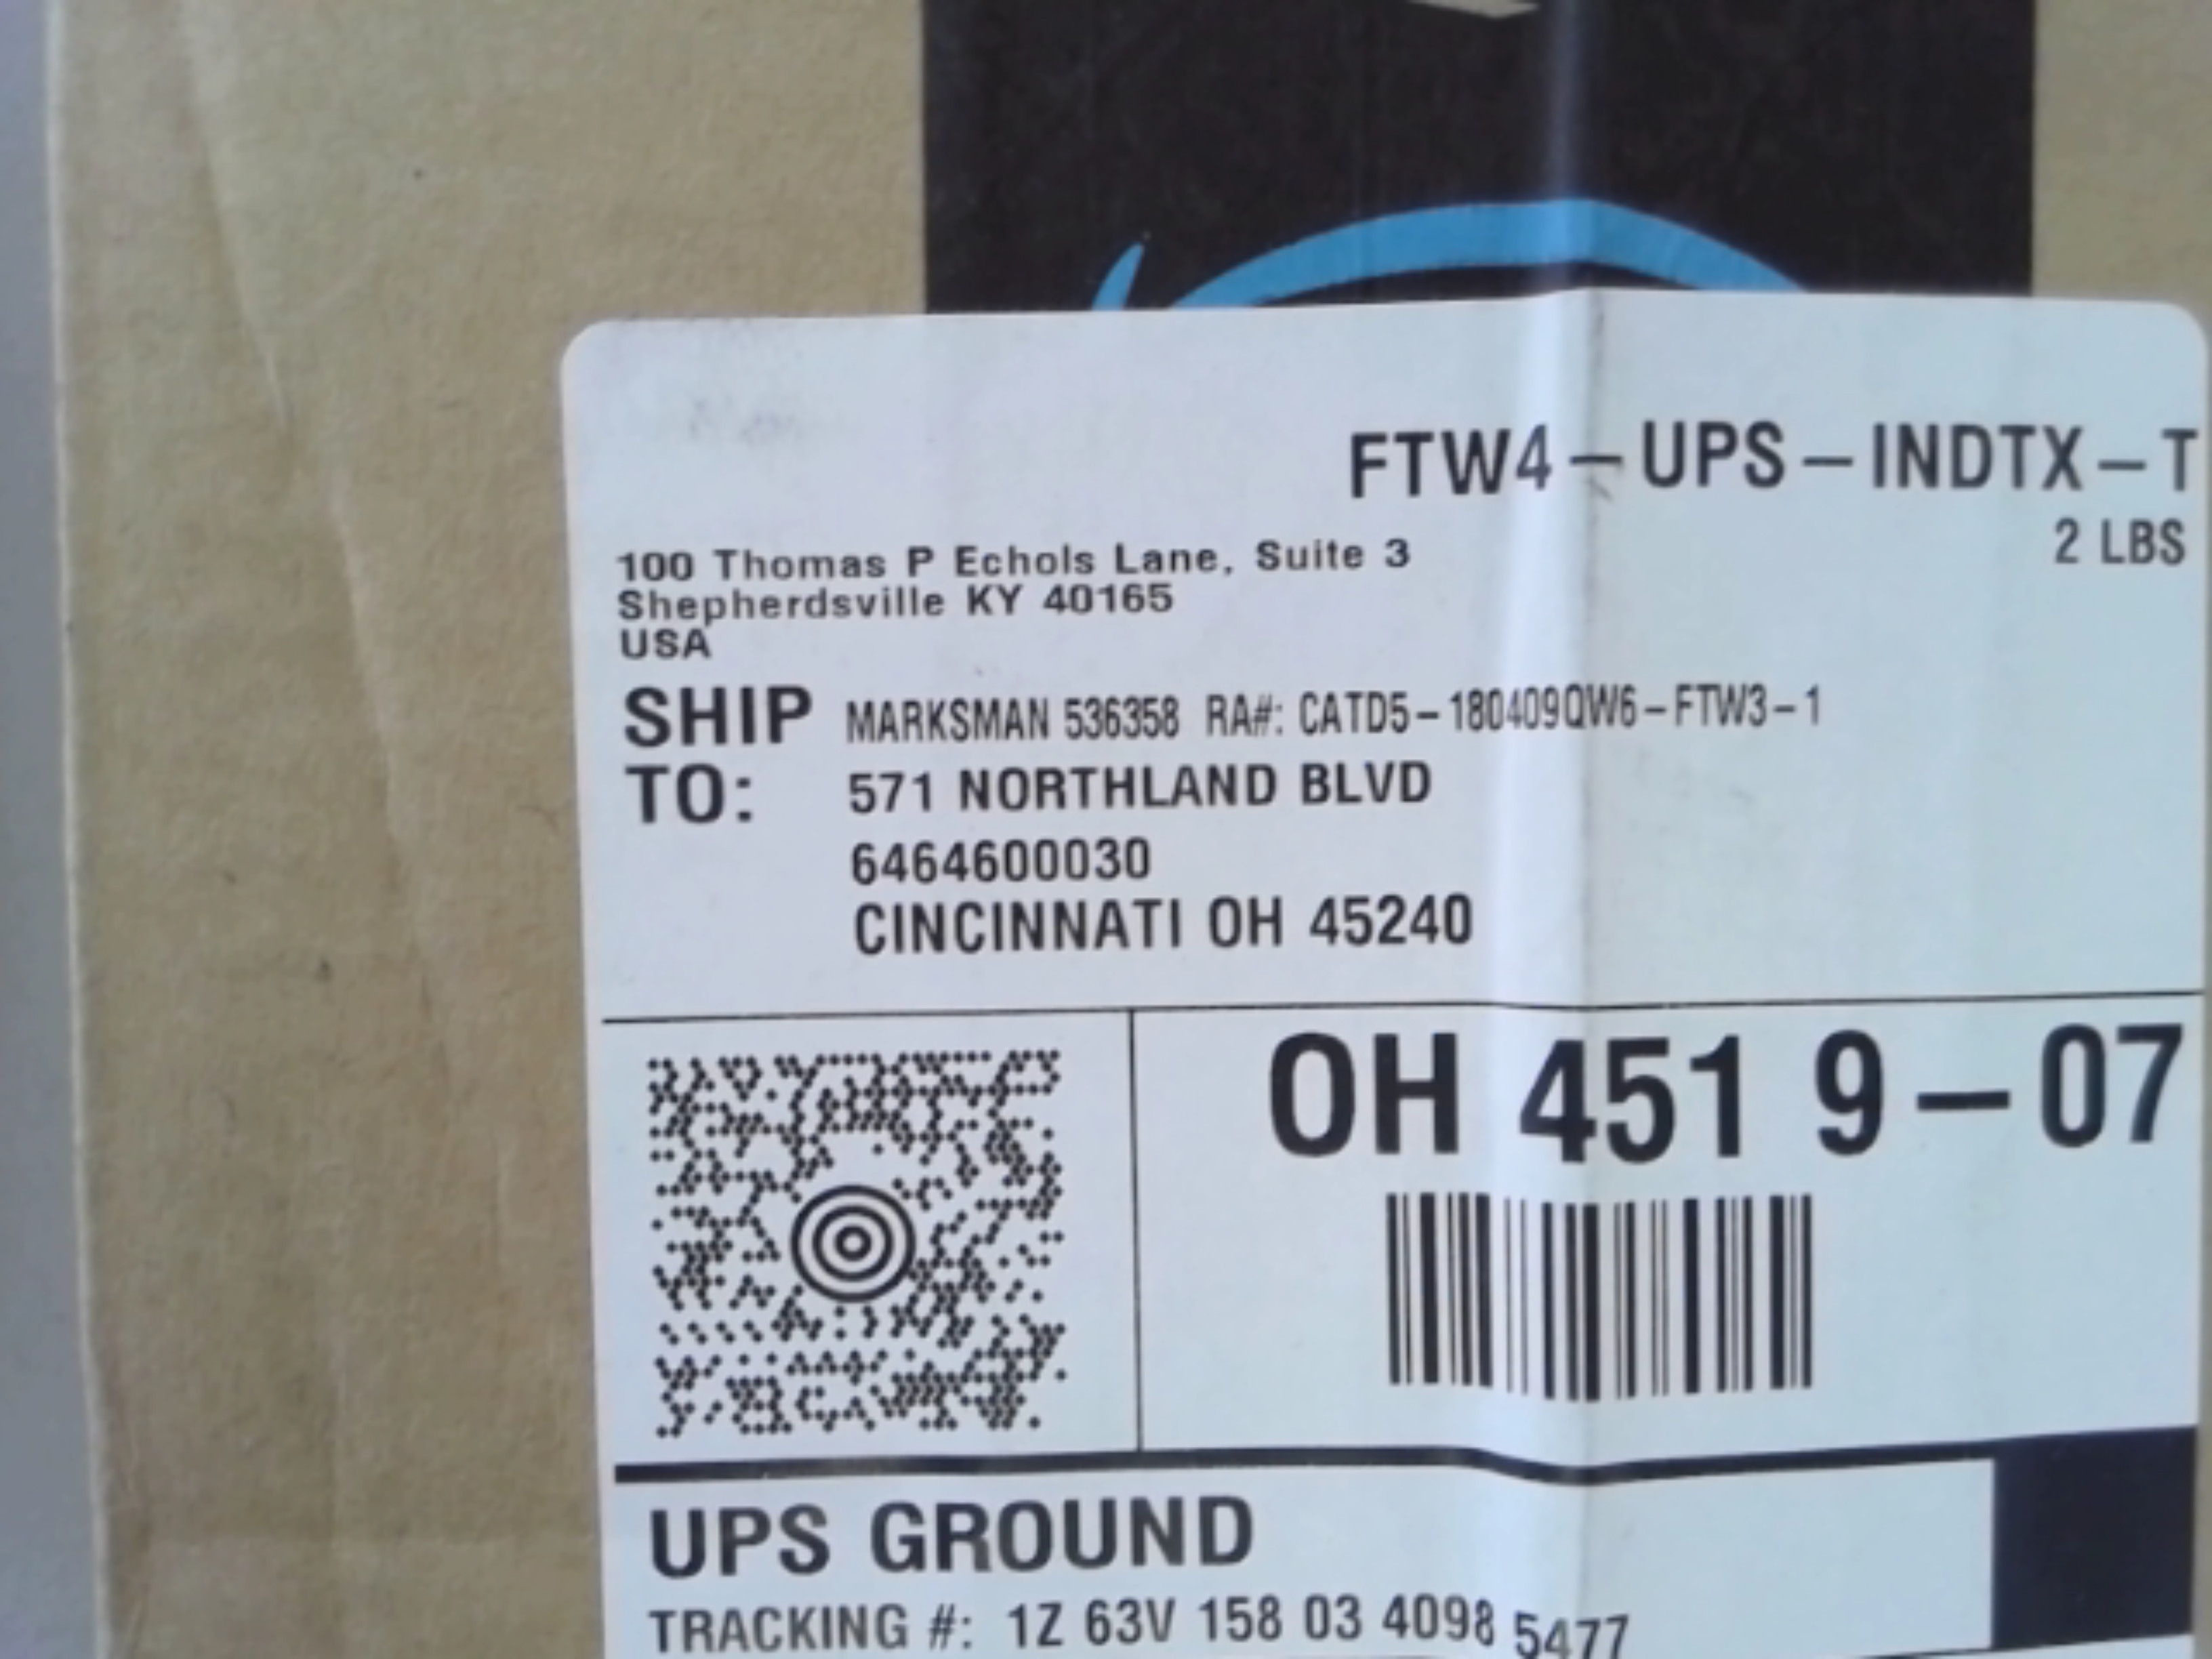 FTW4-UPS-INDTX-T
2 LBS
100 Thomas P Echols Lane, Suite 3
Shepherdsville KY 40165
USA
SHIP TO:
MARKSMAN 536358 RA#: CATD5-180409QW6-FTW3-1
571 NORTHLAND BLVD
6464600030
CINCINNATI OH 45240
OH 451 9-07
UPS GROUND
TRACKING #: 1Z 63V 158 03 4098 5477